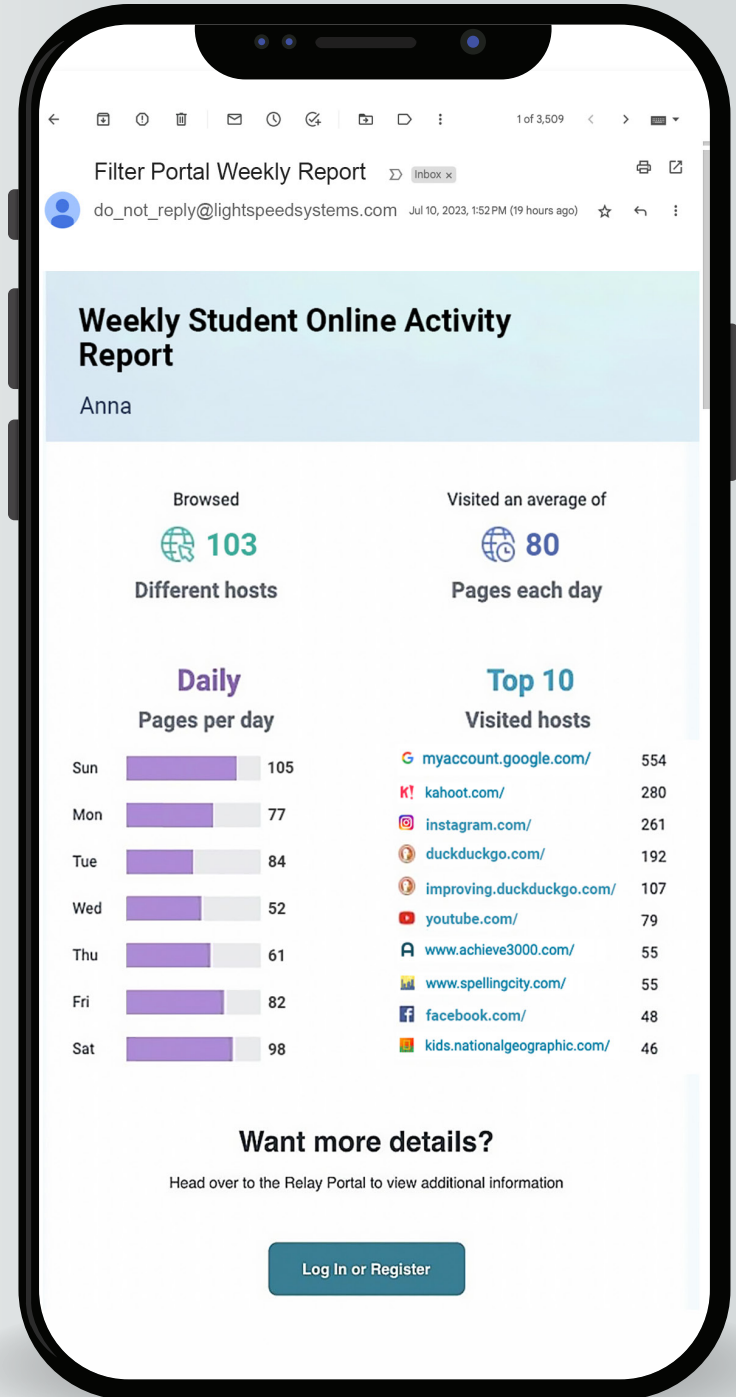 1 of 3,509
Filter Portal Weekly Report
Inbox ×
do_not_reply@lightspeedsystems.com Jul 10, 2023, 1:52 PM (19 hours ago)
Weekly Student Online Activity
Report
Anna
Browsed
103
Different hosts
Visited an average of
80
Pages each day
Daily
Pages per day
Sun 105
Mon 77
Tue 84
Wed 52
Thu 61
Fri 82
Sat 98
Top 10
Visited hosts
G myaccount.google.com/ 554
K! kahoot.com/ 280
instagram.com/ 261
duckduckgo.com/ 192
improving.duckduckgo.com/ 107
youtube.com/ 79
A www.achieve3000.com/ 55
www.spellingcity.com/ 55
f facebook.com/ 48
kids.nationalgeographic.com/ 46
Want more details?
Head over to the Relay Portal to view additional information
Log In or Register